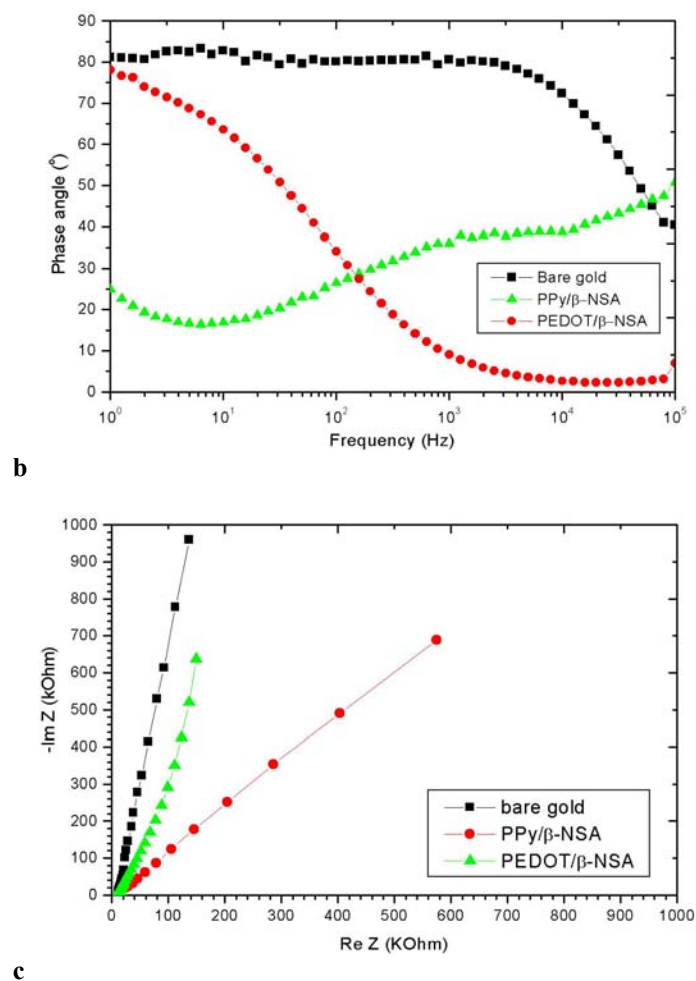 90
80
70
60
50
40
30
20
10
0
Phase angle (°)
Bare gold
PPy/β-NSA
PEDOT/β-NSA
10⁰ 10¹ 10² 10³ 10⁴ 10⁵
Frequency (Hz)
b
1000
900
800
700
600
500
400
300
200
100
0
-Im Z (kOhm)
bare gold
PPy/β-NSA
PEDOT/β-NSA
0 100 200 300 400 500 600 700 800 900 1000
Re Z (KOhm)
c